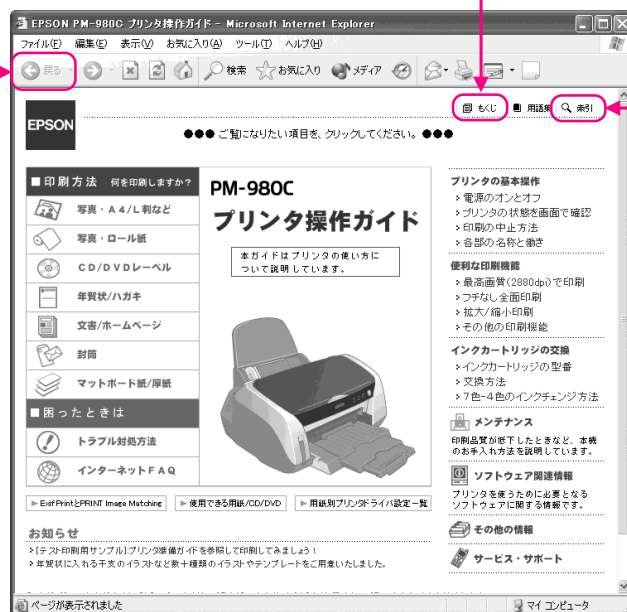 EPSON PM-980C プリンタ操作ガイド - Microsoft Internet Explorer
ファイル(F) 編集(E) 表示(V) お気に入り(A) ツール(T) ヘルプ(H)
戻る 検索 お気に入り メディア
もくじ 用語集 索引
EPSON
●●● ご覧になりたい項目を、クリックしてください。 ●●●
■印刷方法 何を印刷しますか?
写真・A4/L判など
写真・ロール紙
CD/DVDレーベル
年賀状/ハガキ
文書/ホームページ
封筒
マットボード紙/厚紙
■困ったときは
トラブル対処方法
インターネットFAQ
PM-980C
プリンタ操作ガイド
本ガイドはプリンタの使い方に
ついて説明しています。
プリンタの基本操作
>電源のオンとオフ
>プリンタの状態を画面で確認
>印刷の中止方法
>各部の名称と働き
便利な印刷機能
>最高画質(2880dpi)で印刷
>フチなし全面印刷
>拡大/縮小印刷
>その他の印刷機能
インクカートリッジの交換
>インクカートリッジの型番
>交換方法
>7色-4色のインクチェンジ方法
メンテナンス
印刷品質が低下したときなど、本機
のお手入れ方法を説明しています。
ソフトウェア関連情報
プリンタを使うために必要となる
ソフトウェアに関する情報です。
その他の情報
サービス・サポート
ExifPrintとPRINT Image Matching 使用できる用紙/CD/DVD 用紙別プリンタドライバ設定一覧
お知らせ
>[テスト印刷用サンプル]:プリンタ準備ガイドを参照して印刷してみましょう!
>年賀状に入れる干支のイラストなど数十種類のイラストやテンプレートをご用意いたしました。
ページが表示されました マイ コンピュータ